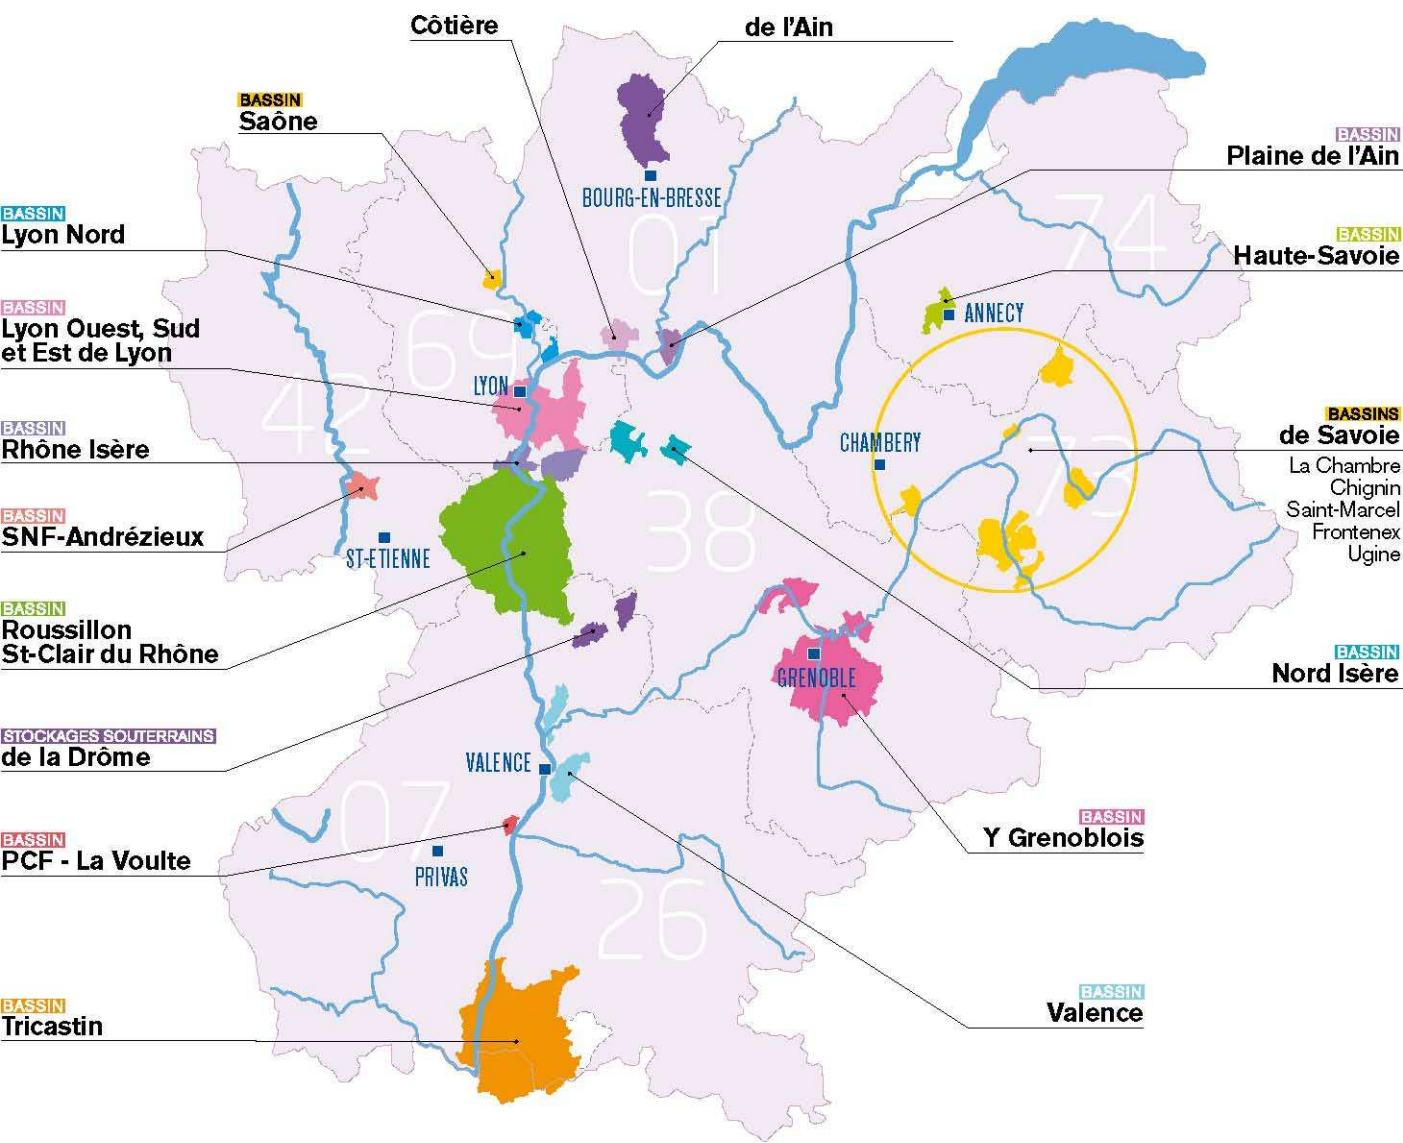 Côtière
de l'Ain
BASSIN
Saône
BASSIN
Plaine de l'Ain
BOURG-EN-BRESSE
01
74
BASSIN
Lyon Nord
BASSIN
Haute-Savoie
ANNECY
BASSIN
Lyon Ouest, Sud
et Est de Lyon
69
LYON
42
BASSINS
de Savoie
La Chambre
Chignin
Saint-Marcel
Frontenex
Ugine
CHAMBERY
73
BASSIN
Rhône Isère
38
BASSIN
SNF-Andrézieux
ST-ETIENNE
BASSIN
Roussillon
St-Clair du Rhône
BASSIN
Nord Isère
GRENOBLE
STOCKAGES SOUTERRAINS
de la Drôme
VALENCE
07
BASSIN
Y Grenoblois
BASSIN
PCF - La Voulte
PRIVAS
26
BASSIN
Valence
BASSIN
Tricastin